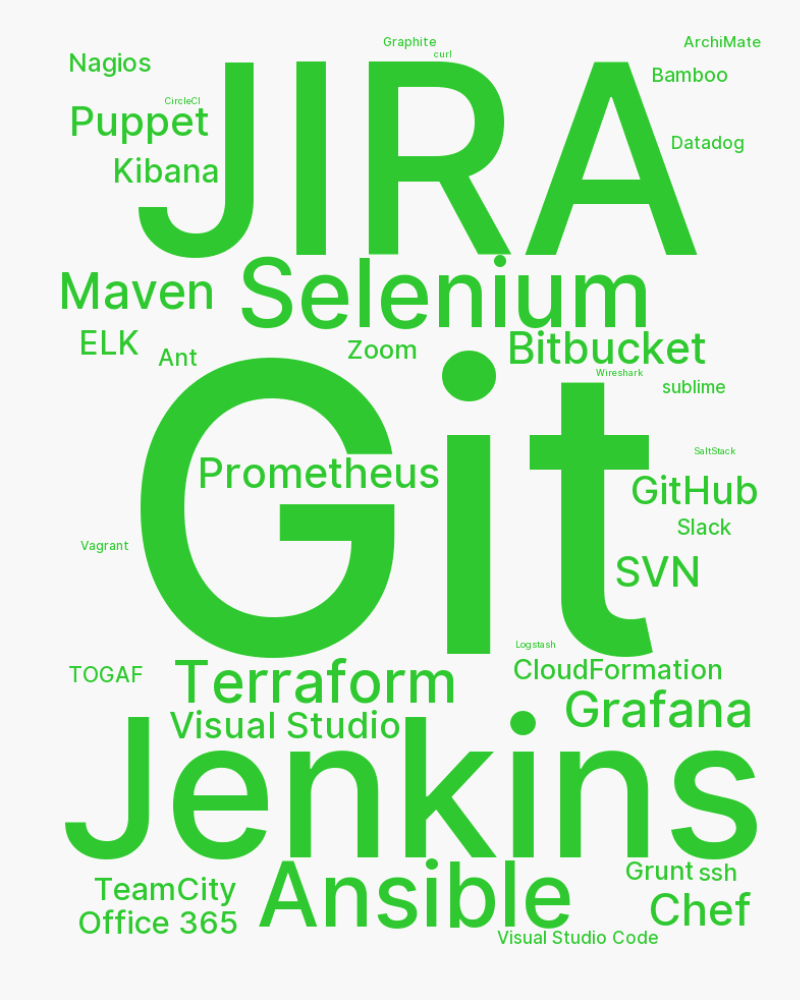 Graphite
ArchiMate
curl
Nagios
Bamboo
CircleCI
JIRA
Puppet
Datadog
Kibana
Maven
Selenium
ELK
Ant
Zoom
Bitbucket
Wireshark
sublime
Git
SaltStack
Prometheus
GitHub
Slack
Vagrant
SVN
Logstash
TOGAF
Terraform
CloudFormation
Grafana
Visual Studio
Jenkins
TeamCity
Ansible
Grunt
ssh
Office 365
Chef
Visual Studio Code